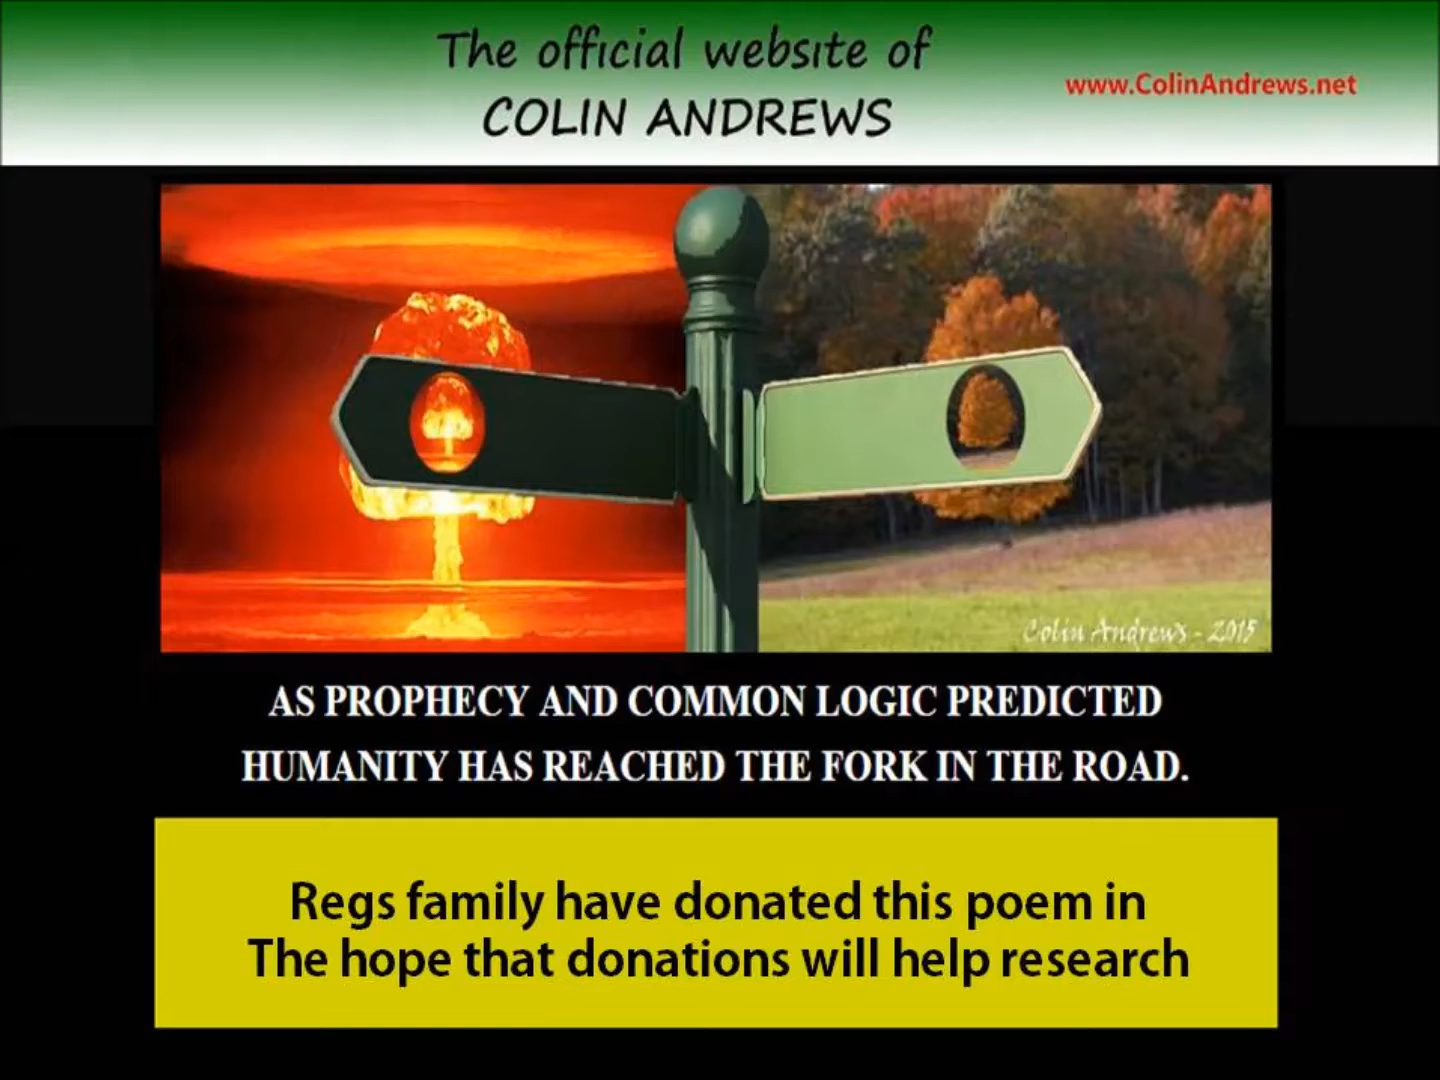 The official website of
COLIN ANDREWS
www.ColinAndrews.net
Colin Andrews - 2015
AS PROPHECY AND COMMON LOGIC PREDICTED
HUMANITY HAS REACHED THE FORK IN THE ROAD.
Regs family have donated this poem in
The hope that donations will help research